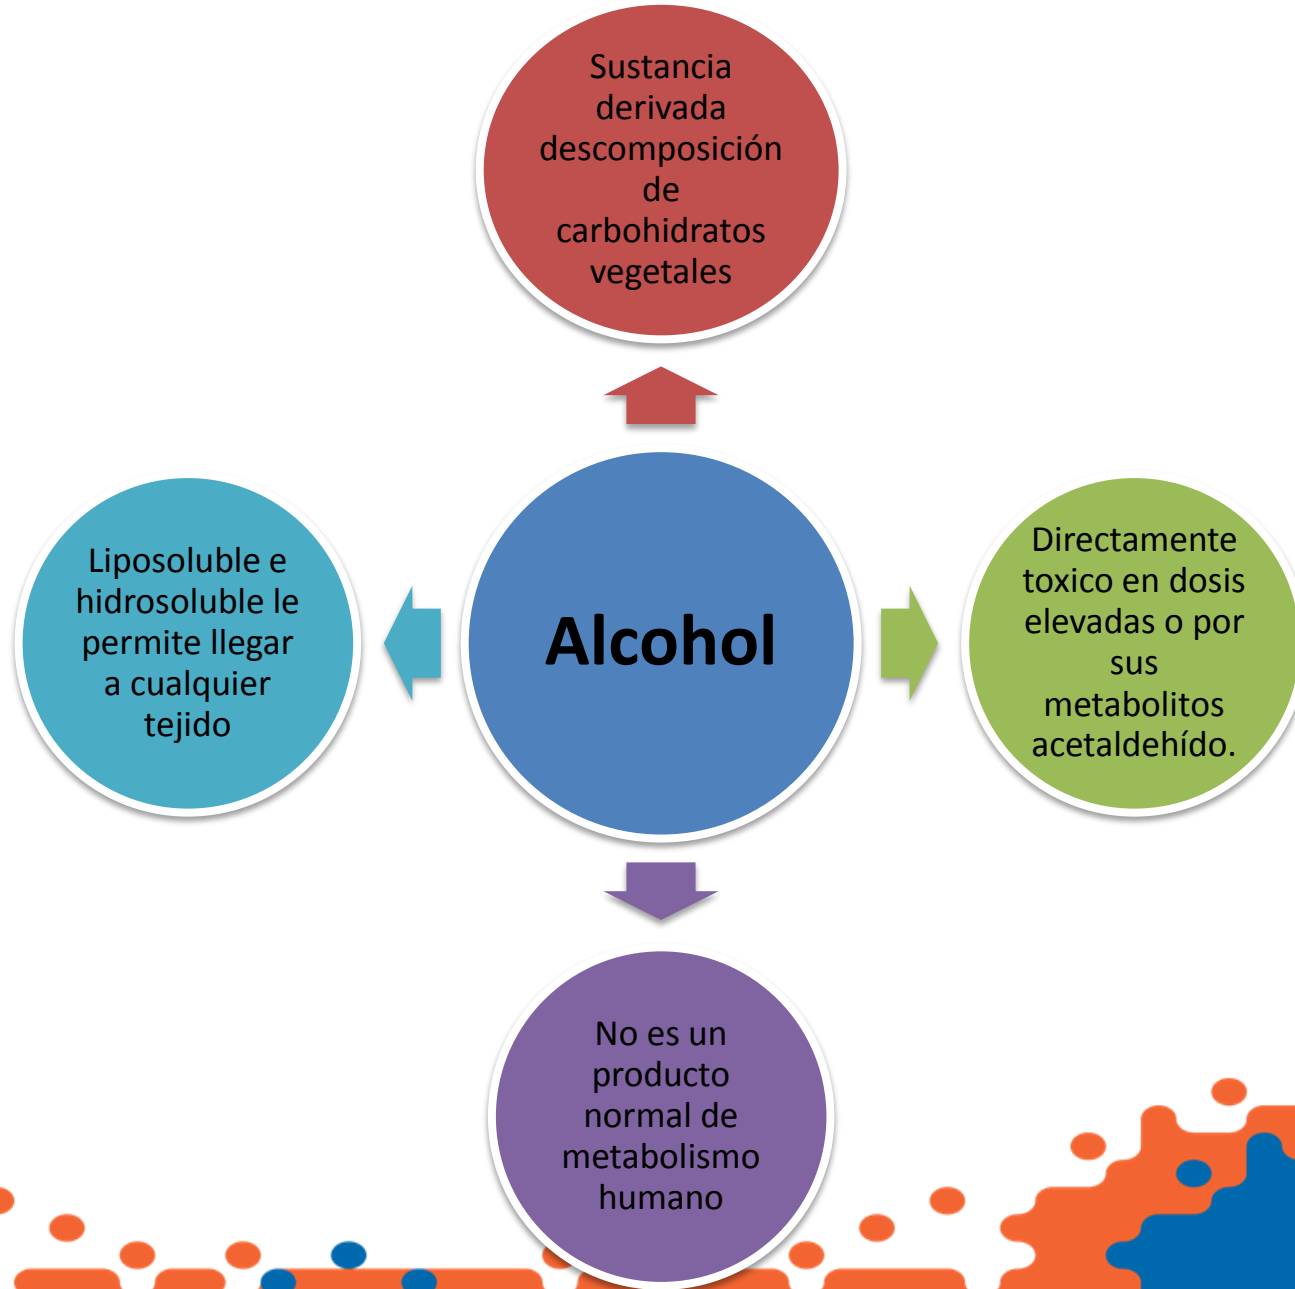 Sustancia
derivada
descomposición
de
carbohidratos
vegetales
Liposoluble e
hidrosoluble le
permite llegar
a cualquier
tejido
Alcohol
Directamente
toxico en dosis
elevadas o por
sus
metabolitos
acetaldehído.
No es un
producto
normal de
metabolismo
humano